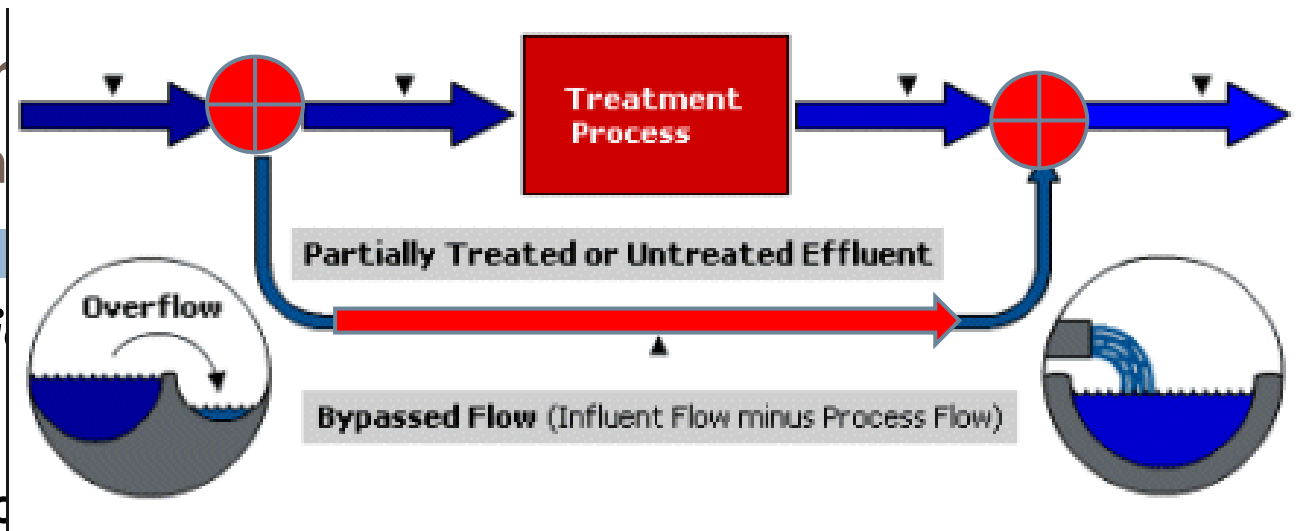 Treatment
Process
Partially Treated or Untreated Effluent
Overflow
Bypassed Flow (Influent Flow minus Process Flow)